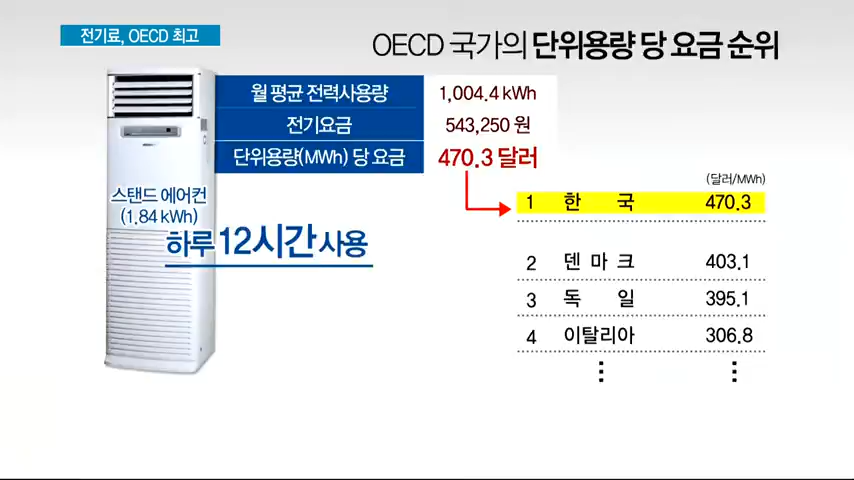 전기료, OECD 최고
OECD 국가의 단위용량 당 요금 순위
월 평균 전력사용량 1,004.4 kWh
전기요금 543,250 원
단위용량(MWh) 당 요금 470.3 달러
스탠드 에어컨
(1.84 kWh)
하루 12시간 사용
(달러/MWh)
1 한 국 470.3
2 덴 마 크 403.1
3 독 일 395.1
4 이탈리아 306.8